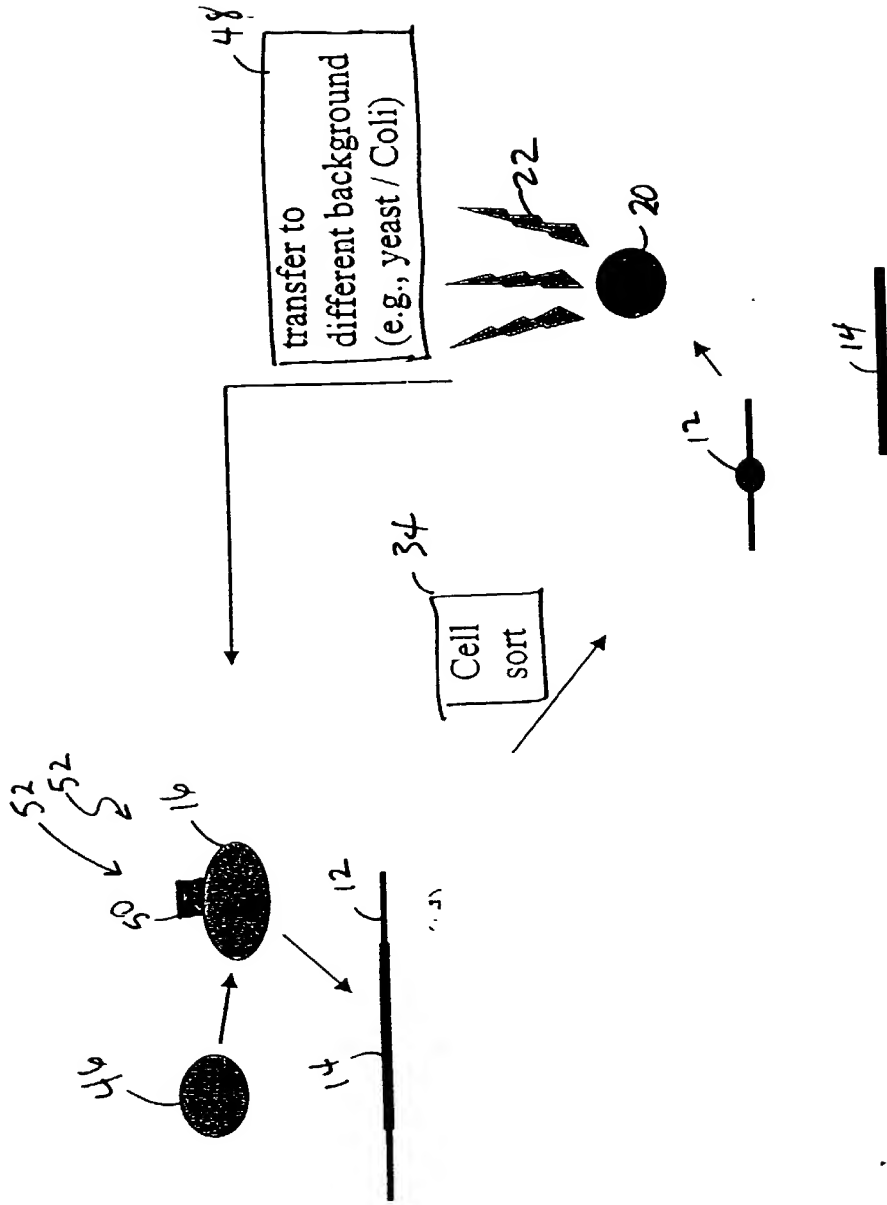 48
transfer to
different background
(e.g., yeast / Coli)
22
20
12
14
34
Cell
sort
52
52
50
16
46
14
12